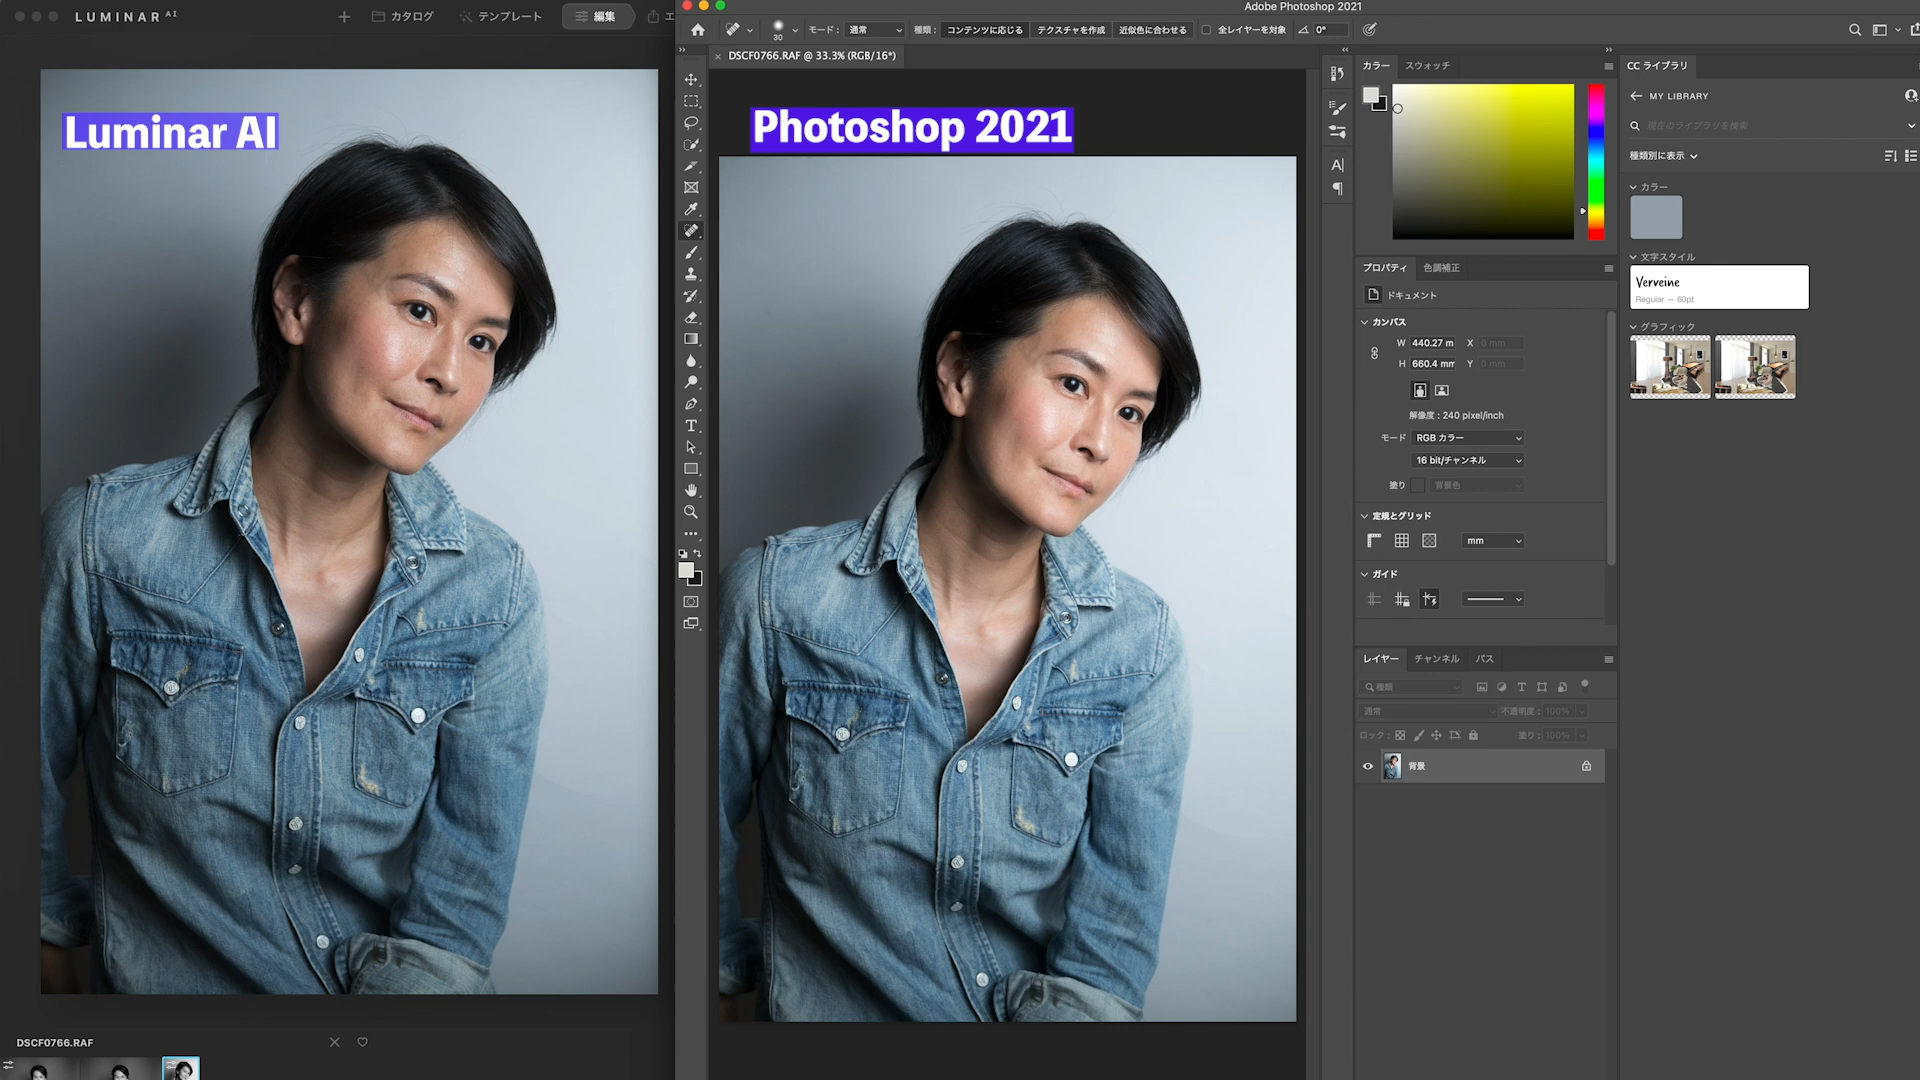 LUMINAR AI
カタログ
テンプレート
編集
エ
Luminar AI
DSCF0766.RAF
Adobe Photoshop 2021
30
モード : 通常
種類 : コンテンツに応じる テクスチャを作成 近似色に合わせる
全レイヤーを対象
0°
DSCF0766.RAF @ 33.3% (RGB/16*)
Photoshop 2021
カラー スウォッチ
プロパティ 色調補正
ドキュメント
カンバス
W 440.27 m X 0 mm
H 660.4 mm Y 0 mm
解像度 : 240 pixel/inch
モード RGB カラー
16 bit/チャンネル
塗り 背景色
定規とグリッド
mm
ガイド
レイヤー チャンネル パス
種類
通常 不透明度 : 100%
ロック : 塗り : 100%
背景
CC ライブラリ
MY LIBRARY
現在のライブラリを検索
種類別に表示
カラー
文字スタイル
Verveine
Regular — 60pt
グラフィック